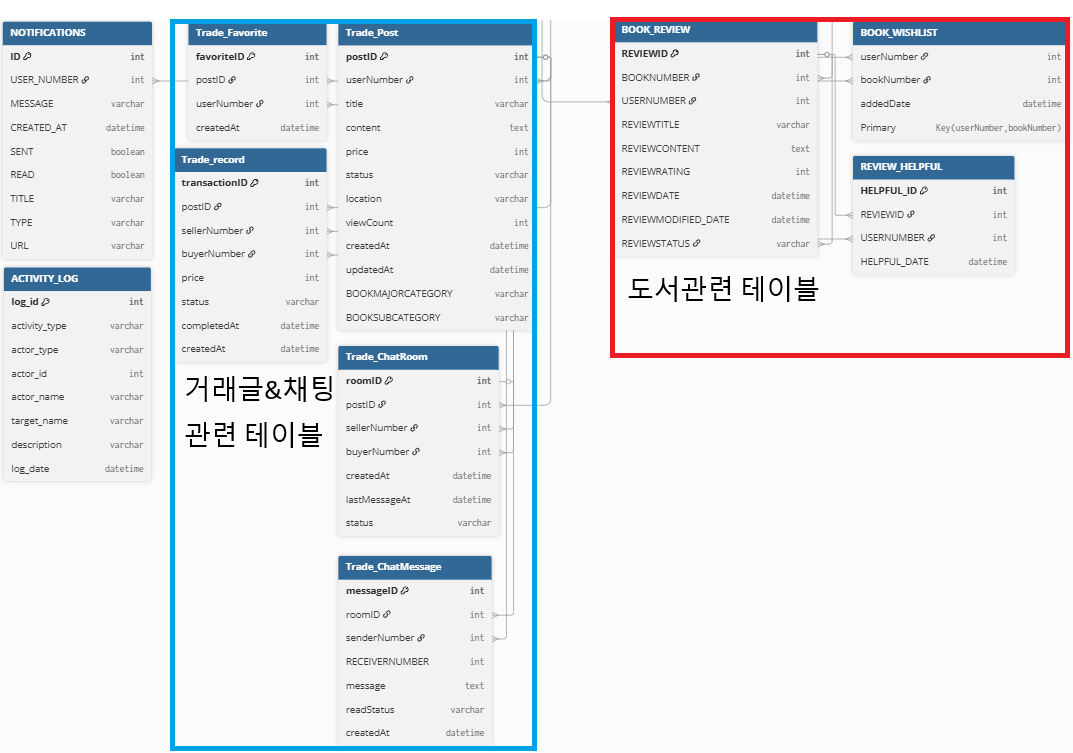 NOTIFICATIONS
ID int
USER_NUMBER int
MESSAGE varchar
CREATED_AT datetime
SENT boolean
READ boolean
TITLE varchar
TYPE varchar
URL varchar
ACTIVITY_LOG
log_id int
activity_type varchar
actor_type varchar
actor_id int
actor_name varchar
target_name varchar
description varchar
log_date datetime
Trade_Favorite
favoriteID int
postID int
userNumber int
createdAt datetime
Trade_record
transactionID int
postID int
sellerNumber int
buyerNumber int
price int
status varchar
completedAt datetime
createdAt datetime
거래글&채팅
관련 테이블
Trade_Post
postID int
userNumber int
title varchar
content text
price int
status varchar
location varchar
viewCount int
createdAt datetime
updatedAt datetime
BOOKMAJORCATEGORY varchar
BOOKSUBCATEGORY varchar
Trade_ChatRoom
roomID int
postID int
sellerNumber int
buyerNumber int
createdAt datetime
lastMessageAt datetime
status varchar
Trade_ChatMessage
messageID int
roomID int
senderNumber int
RECEIVERNUMBER int
message text
readStatus varchar
createdAt datetime
BOOK_REVIEW
REVIEWID int
BOOKNUMBER int
USERNUMBER int
REVIEWTITLE varchar
REVIEWCONTENT text
REVIEWRATING int
REVIEWDATE datetime
REVIEWMODIFIED_DATE datetime
REVIEWSTATUS varchar
도서관련 테이블
BOOK_WISHLIST
userNumber int
bookNumber int
addedDate datetime
Primary Key(userNumber,bookNumber)
REVIEW_HELPFUL
HELPFUL_ID int
REVIEWID int
USERNUMBER int
HELPFUL_DATE datetime